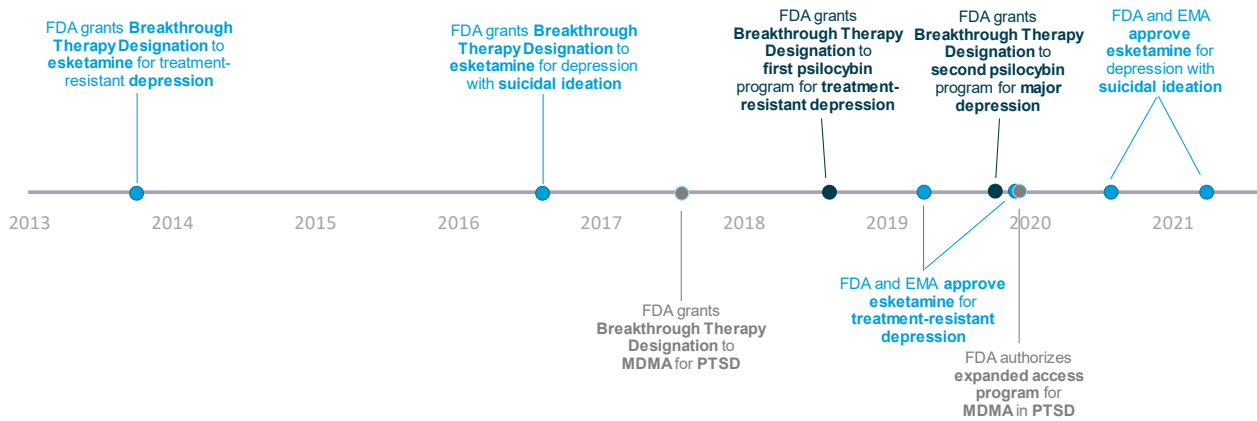 FDA grants Breakthrough
Therapy Designation to
esketamine for treatment-
resistant depression
FDA grants Breakthrough
Therapy Designation to
esketamine for depression
with suicidal ideation
FDA grants
Breakthrough Therapy
Designation to
first psilocybin
program for treatment-
resistant depression
FDA grants
Breakthrough Therapy
Designation to
second psilocybin
program for major
depression
FDA and EMA
approve
esketamine for
depression with
suicidal ideation
2013
2014
2015
2016
2017
2018
2019
2020
2021
FDA grants
Breakthrough Therapy
Designation to
MDMA for PTSD
FDA and EMA approve
esketamine for
treatment-resistant
depression
FDA authorizes
expanded access
program for
MDMA in PTSD